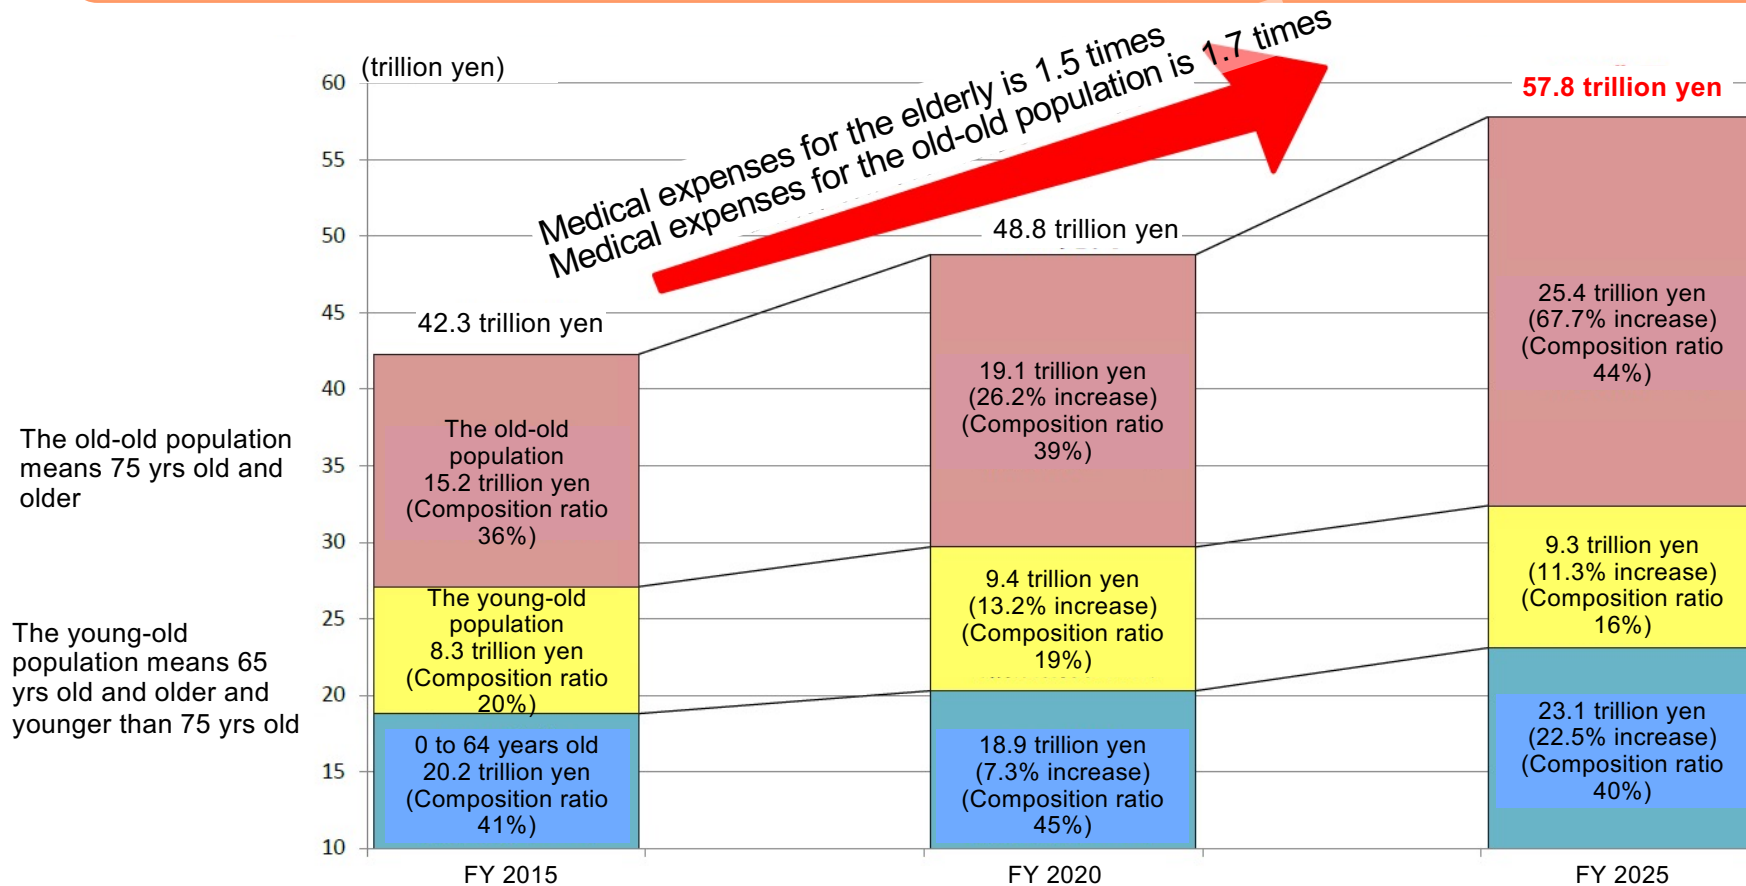 (trillion yen)
60
55
50
45
40
35
30
25
20
15
10
Medical expenses for the elderly is 1.5 times
Medical expenses for the old-old population is 1.7 times
42.3 trillion yen
48.8 trillion yen
57.8 trillion yen
The old-old population
means 75 yrs old and
older
The young-old
population means 65
yrs old and older and
younger than 75 yrs old
The old-old
population
15.2 trillion yen
(Composition ratio
36%)
The young-old
population
8.3 trillion yen
(Composition ratio
20%)
0 to 64 years old
20.2 trillion yen
(Composition ratio
41%)
19.1 trillion yen
(26.2% increase)
(Composition ratio
39%)
9.4 trillion yen
(13.2% increase)
(Composition ratio
19%)
18.9 trillion yen
(7.3% increase)
(Composition ratio
45%)
25.4 trillion yen
(67.7% increase)
(Composition ratio
44%)
9.3 trillion yen
(11.3% increase)
(Composition ratio
16%)
23.1 trillion yen
(22.5% increase)
(Composition ratio
40%)
FY 2015
FY 2020
FY 2025